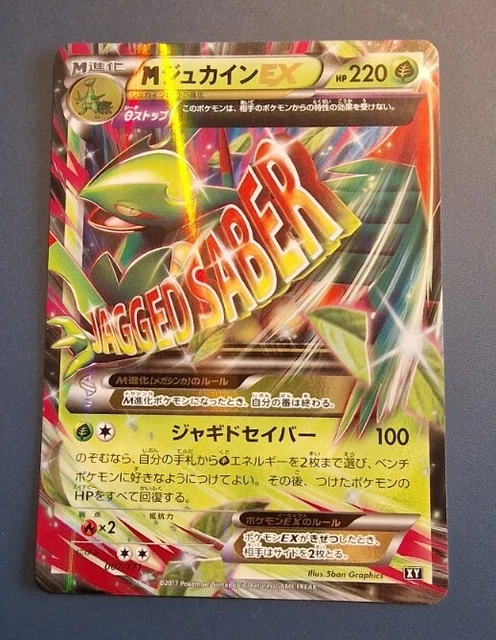 M進化
MジュカインEX
HP 220
ジュカインEXから進化
θストップ
このポケモンは、相手のポケモンからの特性の効果を受けない。
JAGGED SABER
M進化[メガシンカ]のルール
M進化ポケモンになったとき、自分の番は終わる。
ジャギドセイバー 100
のぞむなら、自分の手札からエネルギーを2枚まで選び、ベンチ
ポケモンに好きなようにつけてよい。その後、つけたポケモンの
HPをすべて回復する。
弱点 抵抗力
×2
ポケモンEXのルール
ポケモンEXがきぜつしたとき、
相手はサイドを2枚とる。
Illus.5ban Graphics
XY
©2017 Pokémon/Nintendo/Creatures/GAME FREAK